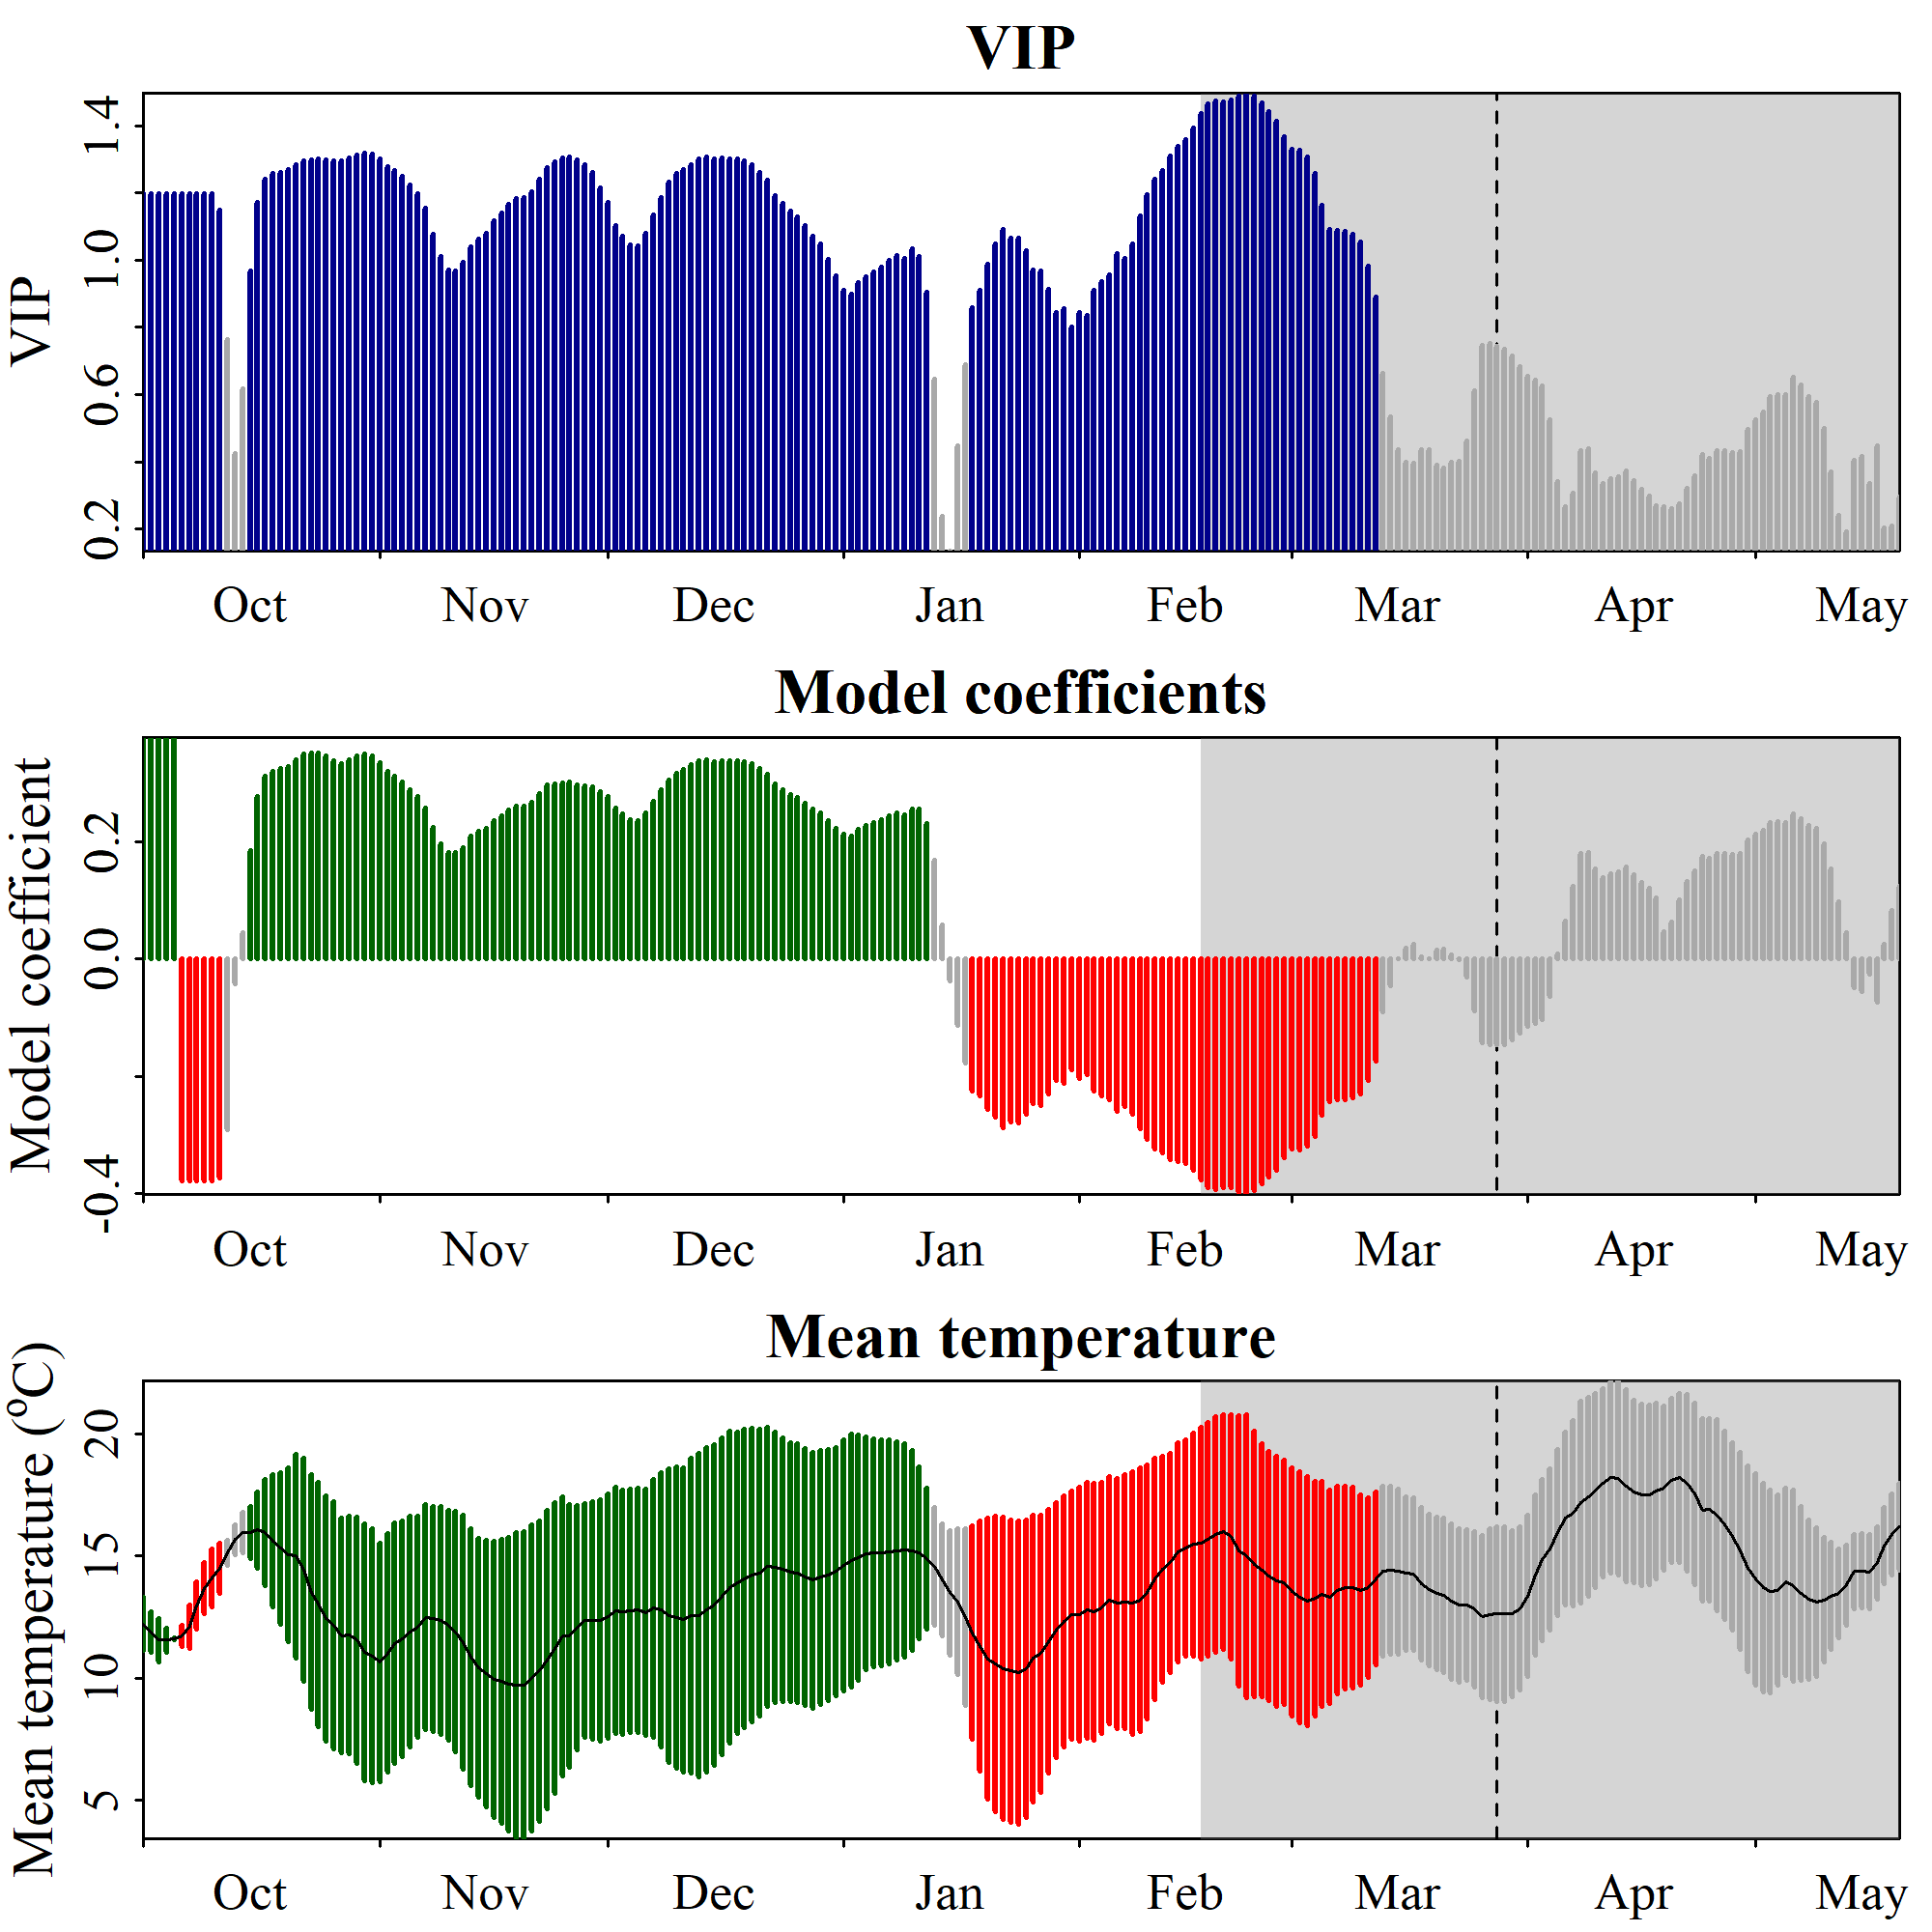 VIP
VIP
1.4
1.0
0.6
0.2
Oct Nov Dec Jan Feb Mar Apr May
Model coefficients
Model coefficient
0.2
0.0
-0.4
Oct Nov Dec Jan Feb Mar Apr May
Mean temperature
Mean temperature (ºC)
20
15
10
5
Oct Nov Dec Jan Feb Mar Apr May